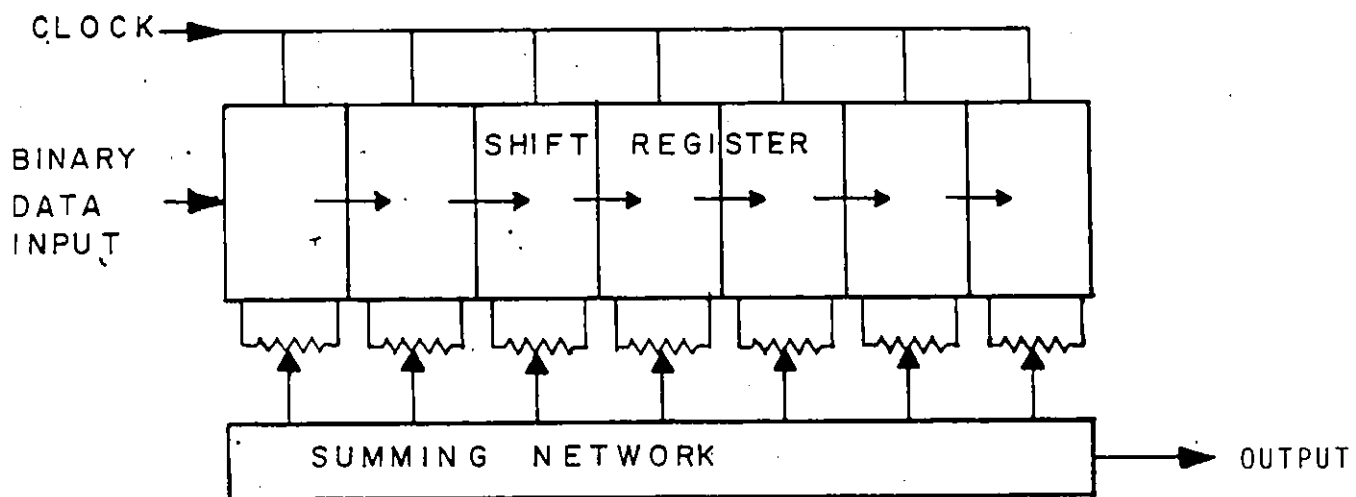 CLOCK
BINARY
DATA
INPUT
SHIFT REGISTER
SUMMING NETWORK
OUTPUT